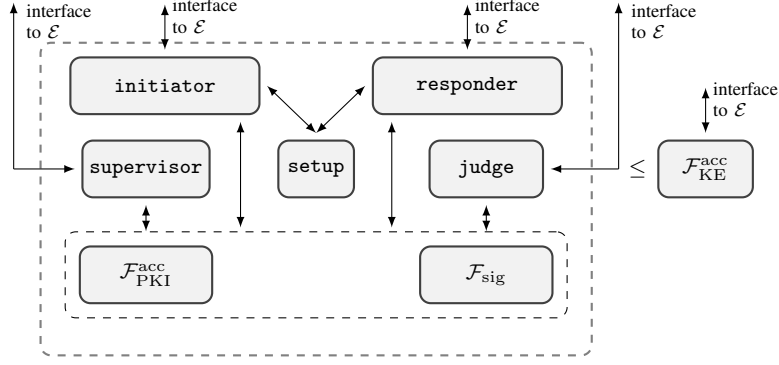 interface
to ℰ
interface
to ℰ
interface
to ℰ
interface
to ℰ
initiator
responder
interface
to ℰ
supervisor
setup
judge
≤
ℱ^acc_KE
ℱ^acc_PKI
ℱ_sig